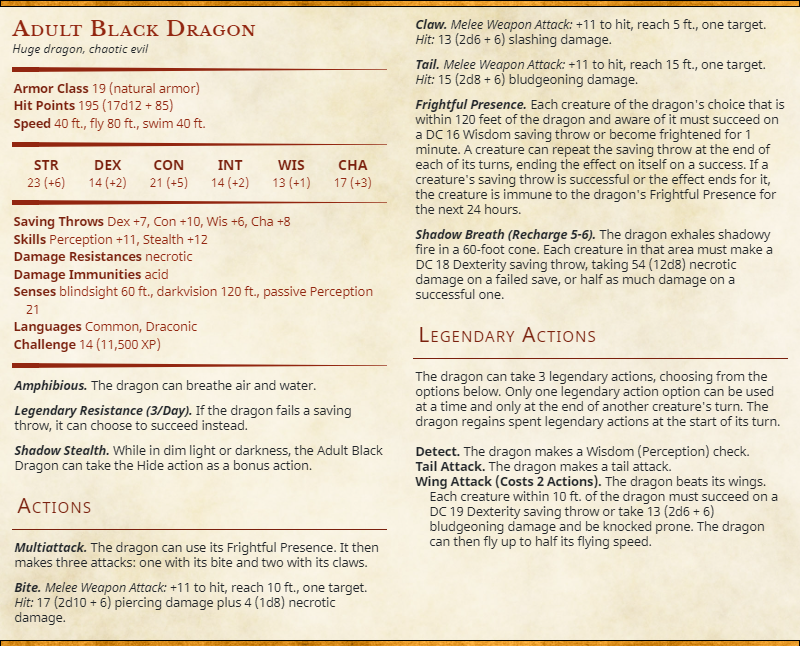 Adult Black Dragon
Huge dragon, chaotic evil
Armor Class 19 (natural armor)
Hit Points 195 (17d12 + 85)
Speed 40 ft., fly 80 ft., swim 40 ft.
STR DEX CON INT WIS CHA
23 (+6) 14 (+2) 21 (+5) 14 (+2) 13 (+1) 17 (+3)
Saving Throws Dex +7, Con +10, Wis +6, Cha +8
Skills Perception +11, Stealth +12
Damage Resistances necrotic
Damage Immunities acid
Senses blindsight 60 ft., darkvision 120 ft., passive Perception
21
Languages Common, Draconic
Challenge 14 (11,500 XP)
Amphibious. The dragon can breathe air and water.
Legendary Resistance (3/Day). If the dragon fails a saving
throw, it can choose to succeed instead.
Shadow Stealth. While in dim light or darkness, the Adult Black
Dragon can take the Hide action as a bonus action.
Actions
Multiattack. The dragon can use its Frightful Presence. It then
makes three attacks: one with its bite and two with its claws.
Bite. Melee Weapon Attack: +11 to hit, reach 10 ft., one target.
Hit: 17 (2d10 + 6) piercing damage plus 4 (1d8) necrotic
damage.
Claw. Melee Weapon Attack: +11 to hit, reach 5 ft., one target.
Hit: 13 (2d6 + 6) slashing damage.
Tail. Melee Weapon Attack: +11 to hit, reach 15 ft., one target.
Hit: 15 (2d8 + 6) bludgeoning damage.
Frightful Presence. Each creature of the dragon's choice that is
within 120 feet of the dragon and aware of it must succeed on
a DC 16 Wisdom saving throw or become frightened for 1
minute. A creature can repeat the saving throw at the end of
each of its turns, ending the effect on itself on a success. If a
creature's saving throw is successful or the effect ends for it,
the creature is immune to the dragon's Frightful Presence for
the next 24 hours.
Shadow Breath (Recharge 5-6). The dragon exhales shadowy
fire in a 60-foot cone. Each creature in that area must make a
DC 18 Dexterity saving throw, taking 54 (12d8) necrotic
damage on a failed save, or half as much damage on a
successful one.
Legendary Actions
The dragon can take 3 legendary actions, choosing from the
options below. Only one legendary action option can be used
at a time and only at the end of another creature's turn. The
dragon regains spent legendary actions at the start of its turn.
Detect. The dragon makes a Wisdom (Perception) check.
Tail Attack. The dragon makes a tail attack.
Wing Attack (Costs 2 Actions). The dragon beats its wings.
Each creature within 10 ft. of the dragon must succeed on a
DC 19 Dexterity saving throw or take 13 (2d6 + 6)
bludgeoning damage and be knocked prone. The dragon
can then fly up to half its flying speed.